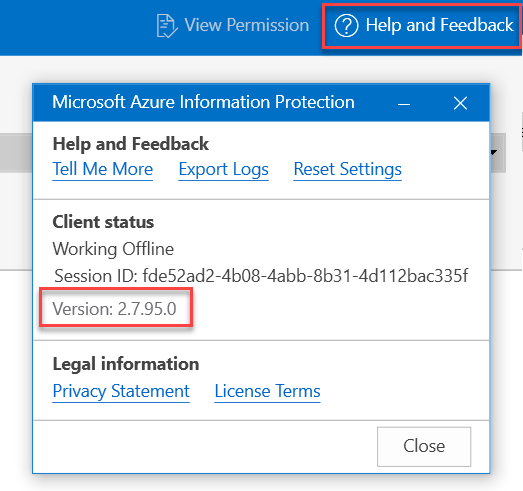 View Permission Help and Feedback
Microsoft Azure Information Protection
Help and Feedback
Tell Me More Export Logs Reset Settings
Client status
Working Offline
Session ID: fde52ad2-4b08-4abb-8b31-4d112bac335f
Version: 2.7.95.0
Legal information
Privacy Statement License Terms
Close